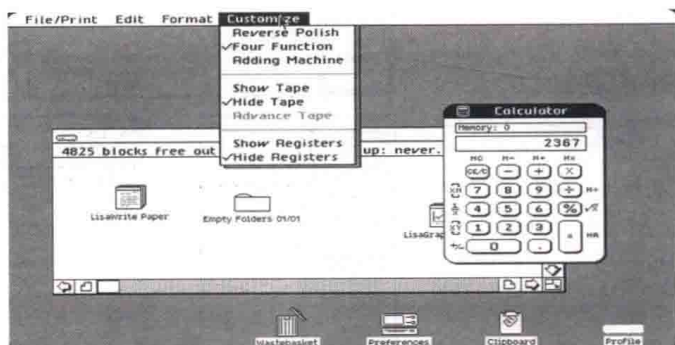 File/Print Edit Format Customize
Reverse Polish
✓Four Function
Adding Machine
Show Tape
✓Hide Tape
Advance Tape
Show Registers
✓Hide Registers
4825 blocks free out
up: never.
LisaWrite Paper
Empty Folders 01/01
LisaGrap
Calculator
Memory: 0
2367
MC M- M+ M×
CE/C - + ×
7 8 9 ÷
4 5 6 % √x
1 2 3 = MR
+/- 0 .
Wastebasket
Preferences
Clipboard
Profile